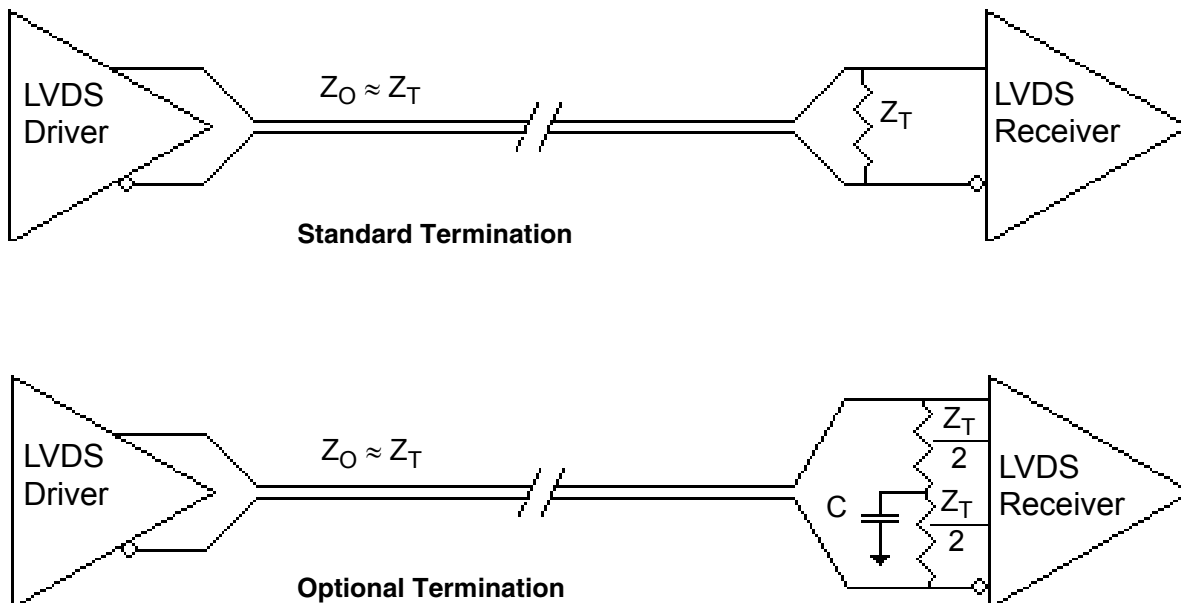 LVDS
Driver
Z_O ≈ Z_T
Z_T
LVDS
Receiver
Standard Termination
LVDS
Driver
Z_O ≈ Z_T
C
Z_T
2
Z_T
2
LVDS
Receiver
Optional Termination